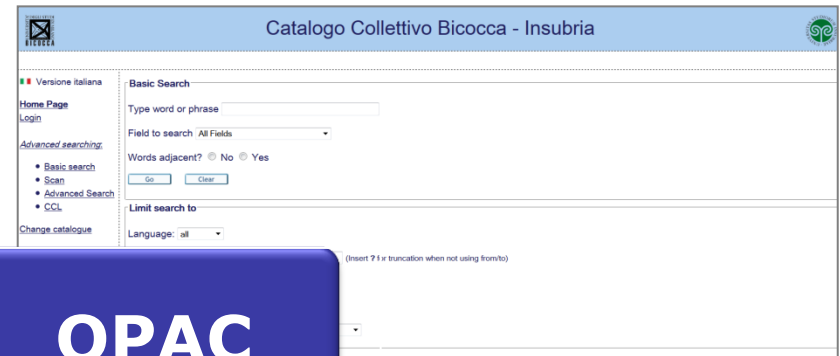 BICOCCA
Catalogo Collettivo Bicocca - Insubria
Versione italiana
Home Page
Login
Advanced searching:
Basic search
Scan
Advanced Search
CCL
Change catalogue
Basic Search
Type word or phrase
Field to search All Fields
Words adjacent? No Yes
Go Clear
Limit search to
Language: all
(Insert ? for truncation when not using from/to)
OPAC